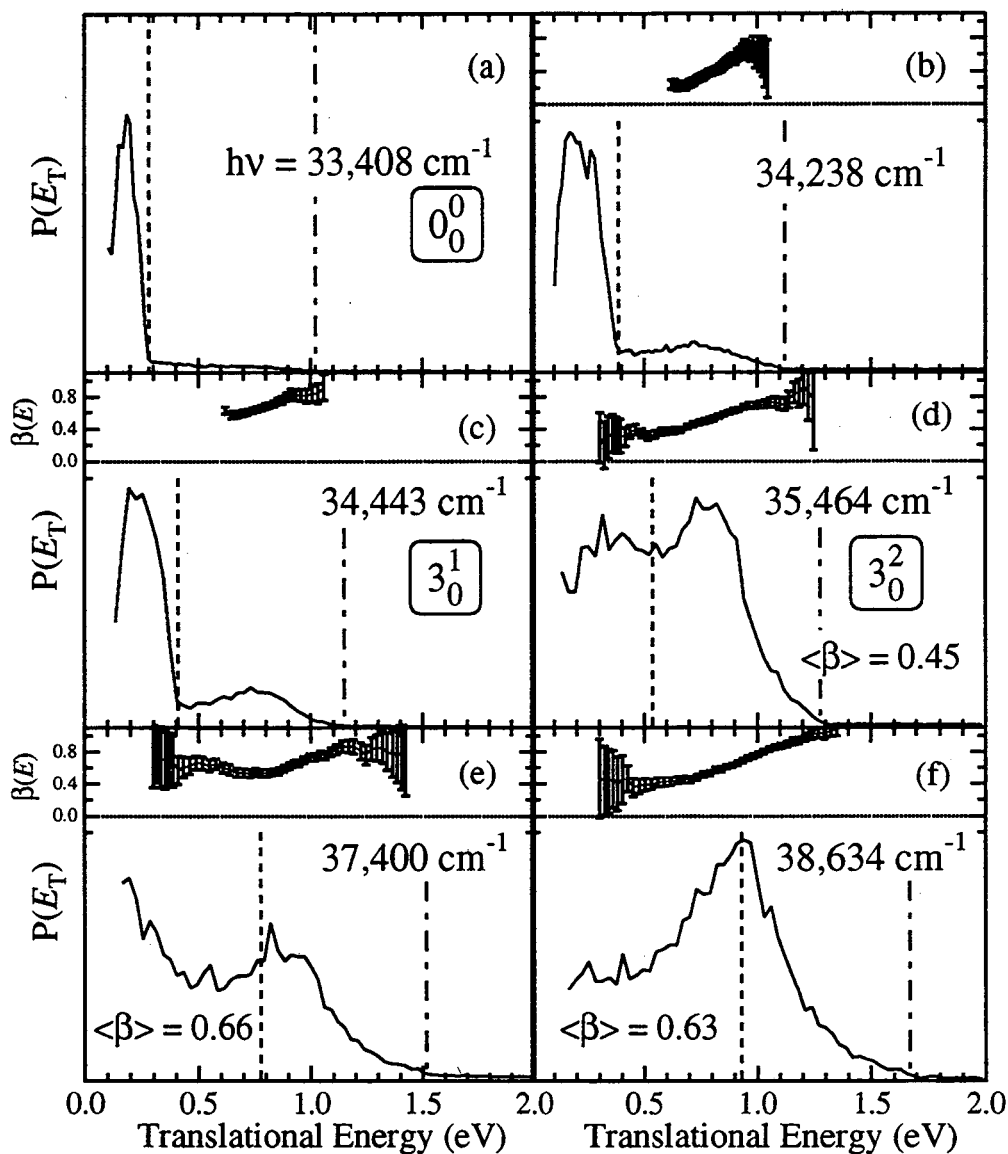 (a)
P(E_T)
hν = 33,408 cm⁻¹
0₀⁰
(b)
34,238 cm⁻¹
0.8
0.4
0.0
β(E)
(c)
P(E_T)
34,443 cm⁻¹
3₀¹
(d)
35,464 cm⁻¹
3₀²
<β> = 0.45
0.8
0.4
0.0
β(E)
(e)
P(E_T)
37,400 cm⁻¹
<β> = 0.66
(f)
38,634 cm⁻¹
<β> = 0.63
0.0 0.5 1.0 1.5 2.0 0.5 1.0 1.5 2.0
Translational Energy (eV) Translational Energy (eV)